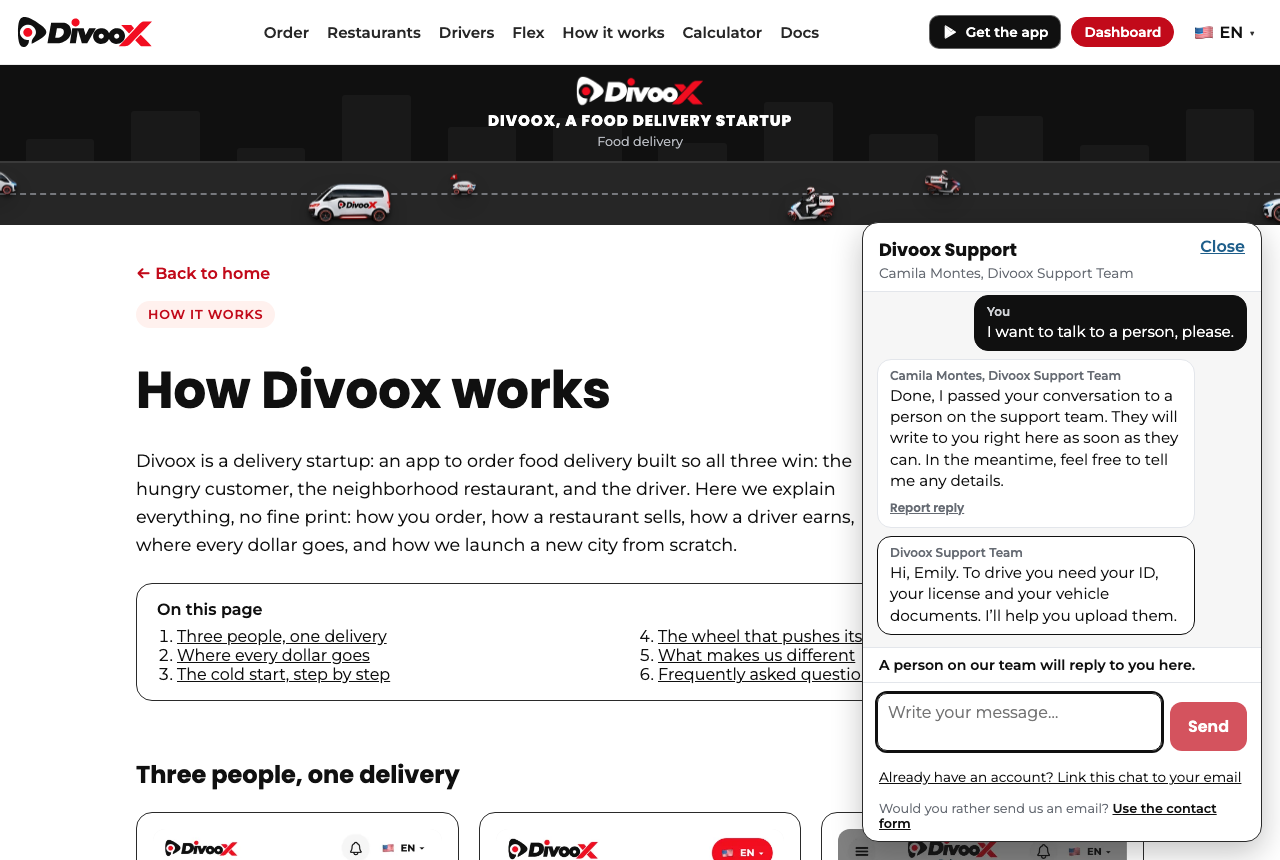 DivooX
Order
Restaurants
Drivers
Flex
How it works
Calculator
Docs
Get the app
Dashboard
EN
DivooX
DIVOOX, A FOOD DELIVERY STARTUP
Food delivery
DivooX
← Back to home
HOW IT WORKS
How Divoox works
Divoox is a delivery startup: an app to order food delivery built so all three win: the
hungry customer, the neighborhood restaurant, and the driver. Here we explain
everything, no fine print: how you order, how a restaurant sells, how a driver earns,
where every dollar goes, and how we launch a new city from scratch.
On this page
1. Three people, one delivery
2. Where every dollar goes
3. The cold start, step by step
4. The wheel that pushes its
5. What makes us different
6. Frequently asked questio
Three people, one delivery
DivooX
EN
DivooX
EN
DivooX
EN
Divoox Support
Close
Camila Montes, Divoox Support Team
You
I want to talk to a person, please.
Camila Montes, Divoox Support Team
Done, I passed your conversation to a
person on the support team. They will
write to you right here as soon as they
can. In the meantime, feel free to tell
me any details.
Report reply
Divoox Support Team
Hi, Emily. To drive you need your ID,
your license and your vehicle
documents. I’ll help you upload them.
A person on our team will reply to you here.
Write your message...
Send
Already have an account? Link this chat to your email
Would you rather send us an email? Use the contact
form